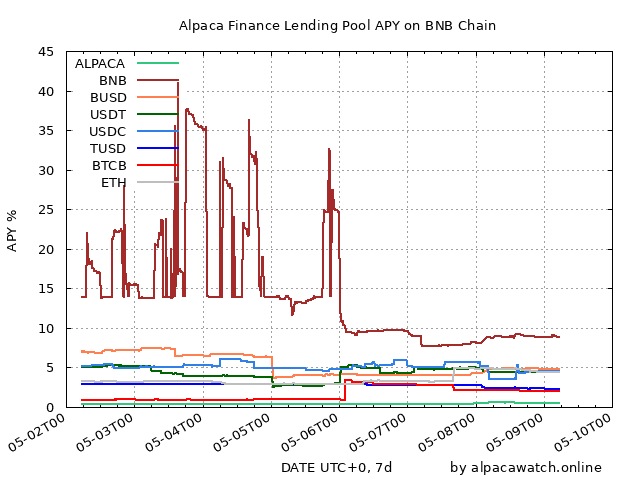 Alpaca Finance Lending Pool APY on BNB Chain
45
40
35
30
25
20
15
10
5
0
APY %
ALPACA
BNB
BUSD
USDT
USDC
TUSD
BTCB
ETH
05-02T00
05-03T00
05-04T00
05-05T00
05-06T00
05-07T00
05-08T00
05-09T00
05-10T00
DATE UTC+0, 7d
by alpacawatch.online